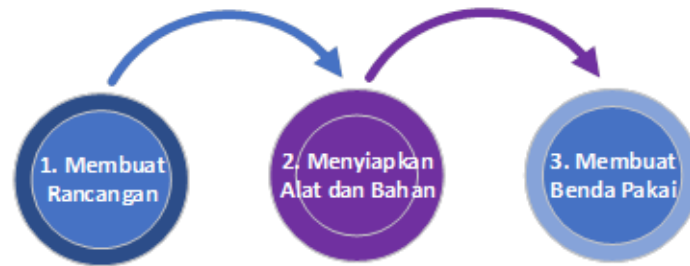 1. Membuat
Rancangan
2. Menyiapkan
Alat dan Bahan
3. Membuat
Benda Pakai